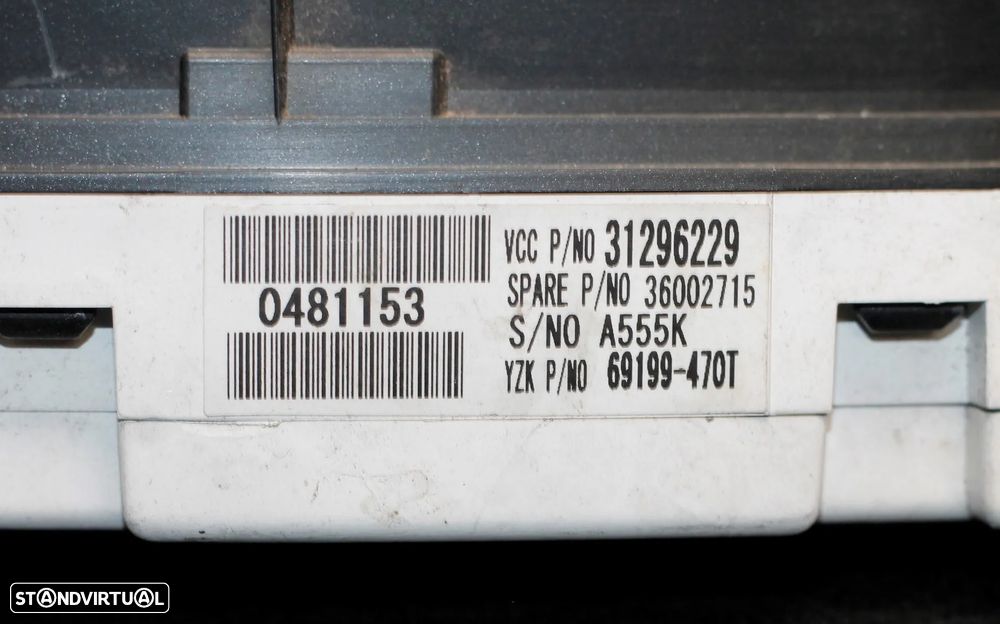 0481153
VCC P/NO 31296229
SPARE P/NO 36002715
S/NO A555K
YZK P/NO 69199-470T
STANDVIRTUAL